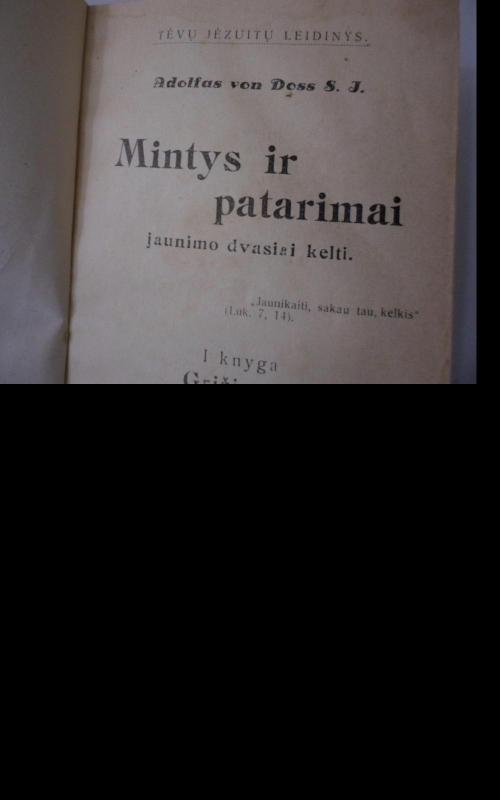 TĖVŲ JĖZUITŲ LEIDINYS.
Adolfas von Doss S. J.
Mintys ir
patarimai
jaunimo dvasiai kelti.
„Jaunikaiti, sakau tau, kelkis“
(Luk. 7, 14).
I knyga